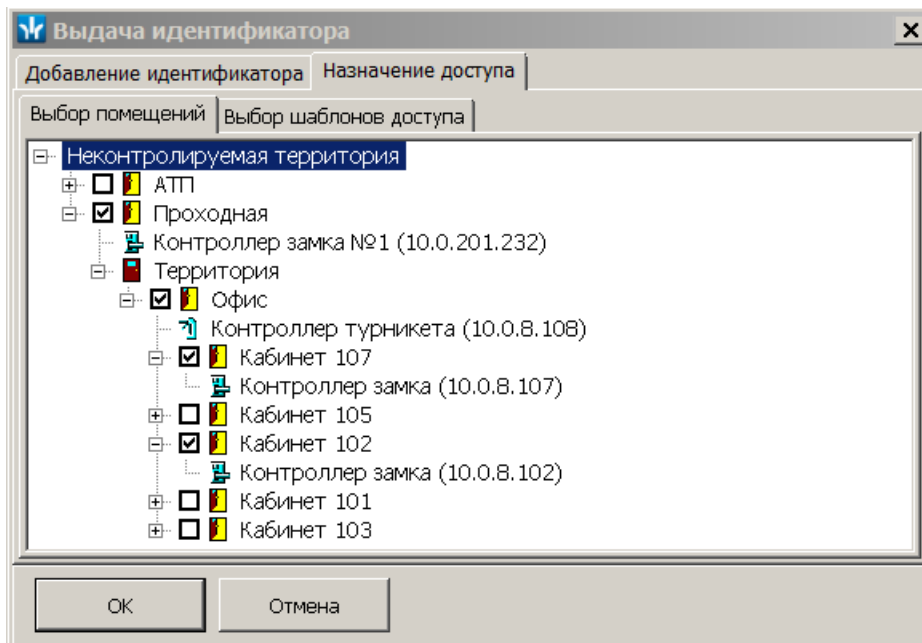 Выдача идентификатора
Добавление идентификатора Назначение доступа
Выбор помещений Выбор шаблонов доступа
Неконтролируемая территория
АТП
Проходная
Контроллер замка №1 (10.0.201.232)
Территория
Офис
Контроллер турникета (10.0.8.108)
Кабинет 107
Контроллер замка (10.0.8.107)
Кабинет 105
Кабинет 102
Контроллер замка (10.0.8.102)
Кабинет 101
Кабинет 103
ОК Отмена